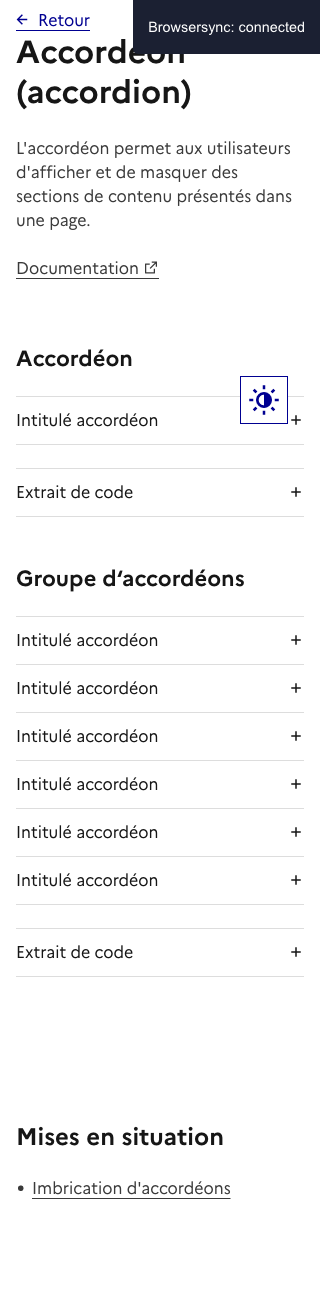 Retour
Browsersync: connected
Accordéon
(accordion)
L'accordéon permet aux utilisateurs
d'afficher et de masquer des
sections de contenu présentés dans
une page.
Documentation
Accordéon
Intitulé accordéon
Extrait de code
Groupe d’accordéons
Intitulé accordéon
Intitulé accordéon
Intitulé accordéon
Intitulé accordéon
Intitulé accordéon
Intitulé accordéon
Extrait de code
Mises en situation
• Imbrication d'accordéons